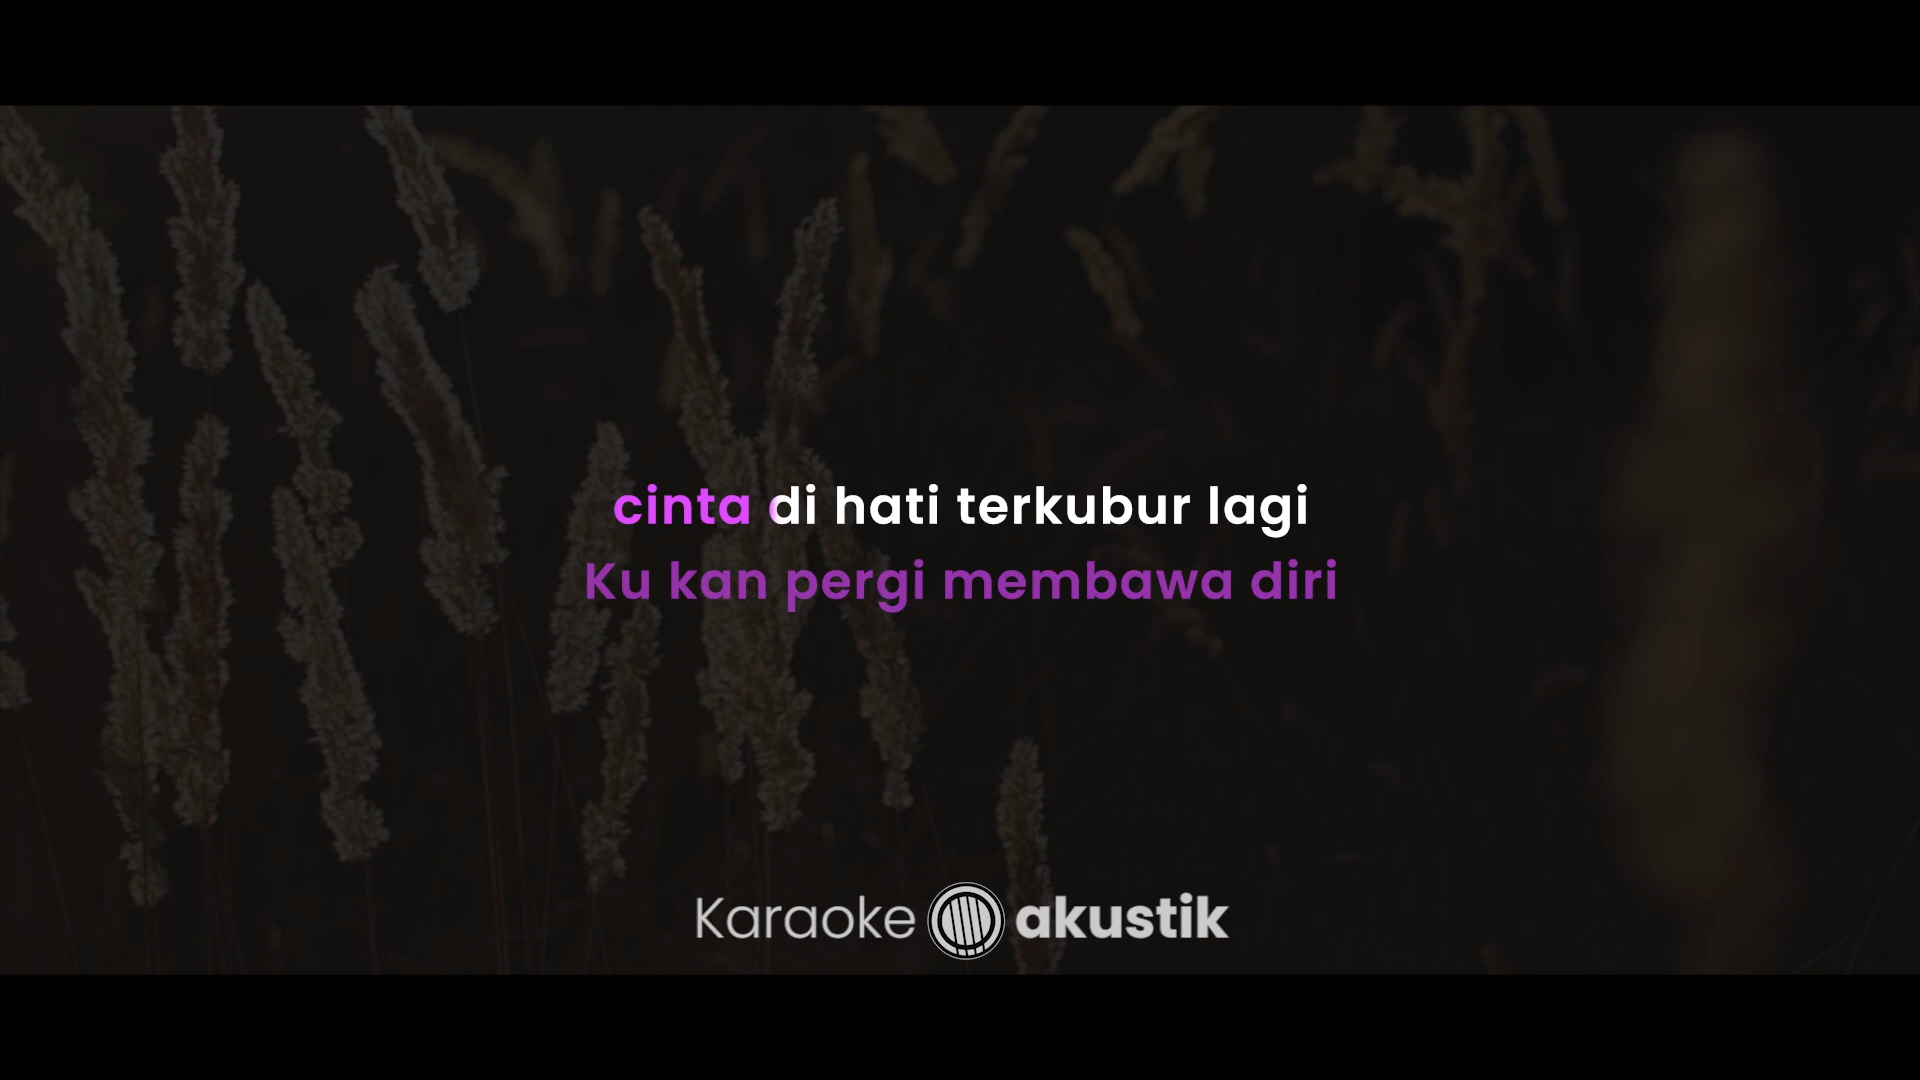 cinta di hati terkubur lagi
Ku kan pergi membawa diri
Karaoke akustik